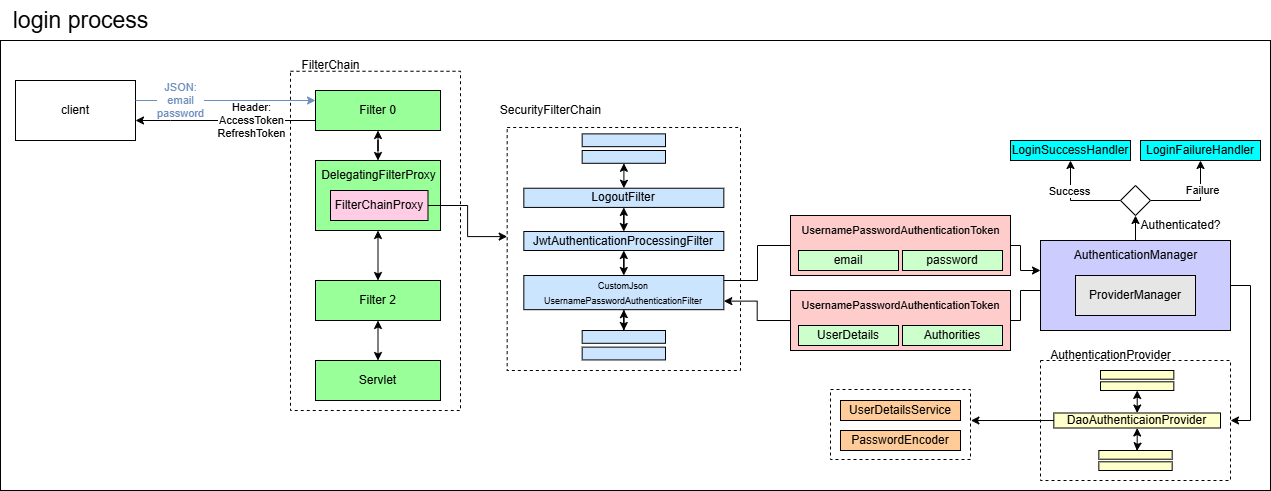 login process
client
JSON:
email
password
Header:
AccessToken
RefreshToken
FilterChain
Filter 0
DelegatingFilterProxy
FilterChainProxy
Filter 2
Servlet
SecurityFilterChain
LogoutFilter
JwtAuthenticationProcessingFilter
CustomJson
UsernamePasswordAuthenticationFilter
UsernamePasswordAuthenticationToken
email
password
UsernamePasswordAuthenticationToken
UserDetails
Authorities
LoginSuccessHandler
LoginFailureHandler
Success
Failure
Authenticated?
AuthenticationManager
ProviderManager
AuthenticationProvider
DaoAuthenticaionProvider
UserDetailsService
PasswordEncoder